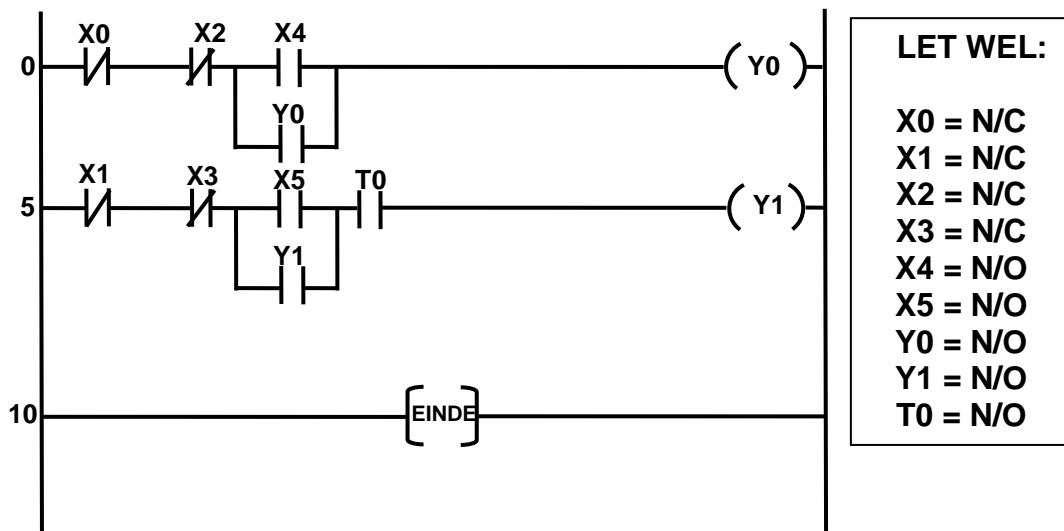 X0 X2 X4
0 Y0
Y0
X1 X3 X5 T0
5 Y1
Y1
10 EINDE
LET WEL:
X0 = N/C
X1 = N/C
X2 = N/C
X3 = N/C
X4 = N/O
X5 = N/O
Y0 = N/O
Y1 = N/O
T0 = N/O